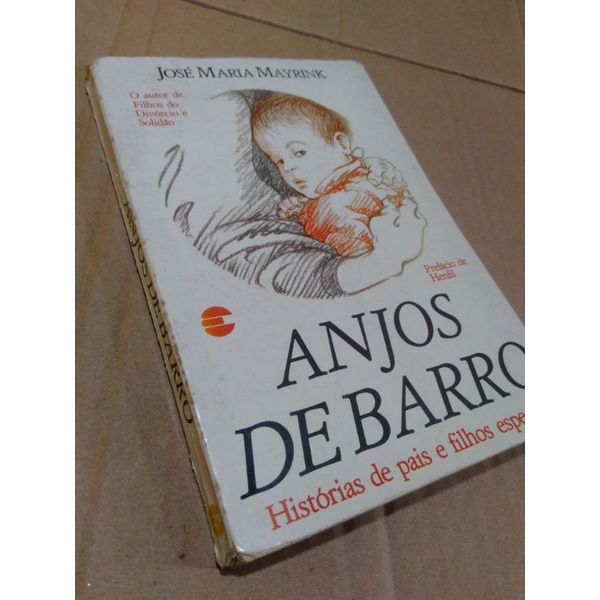 JOSÉ MARIA MAYRINK
O autor de
Filhos do
Divórcio e
Solidão
Prefácio de
Henfil
ANJOS
DE BARRO
Histórias de pais e filhos espe
ANJOS DE BARRO